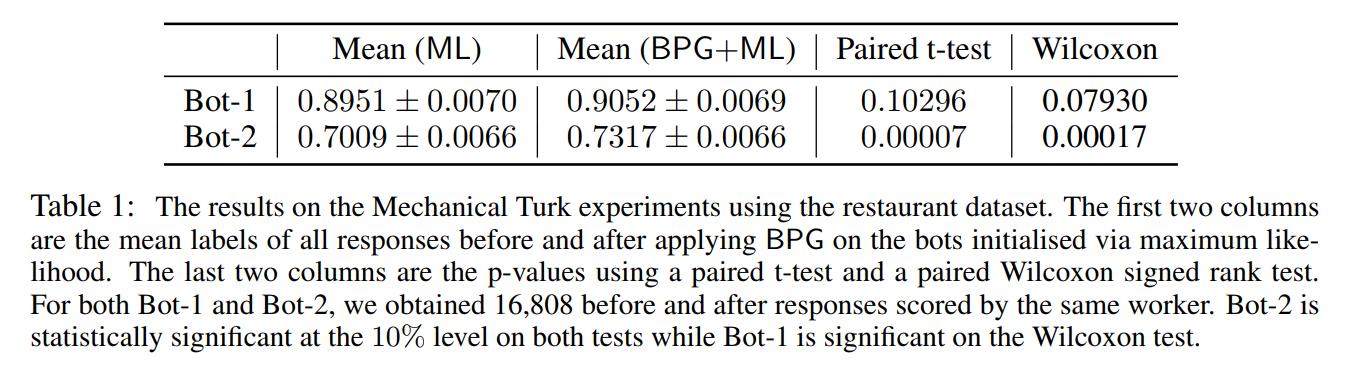 Mean (ML) Mean (BPG+ML) Paired t-test Wilcoxon
Bot-1 0.8951 ± 0.0070 0.9052 ± 0.0069 0.10296 0.07930
Bot-2 0.7009 ± 0.0066 0.7317 ± 0.0066 0.00007 0.00017
Table 1: The results on the Mechanical Turk experiments using the restaurant dataset. The first two columns
are the mean labels of all responses before and after applying BPG on the bots initialised via maximum like-
lihood. The last two columns are the p-values using a paired t-test and a paired Wilcoxon signed rank test.
For both Bot-1 and Bot-2, we obtained 16,808 before and after responses scored by the same worker. Bot-2 is
statistically significant at the 10% level on both tests while Bot-1 is significant on the Wilcoxon test.